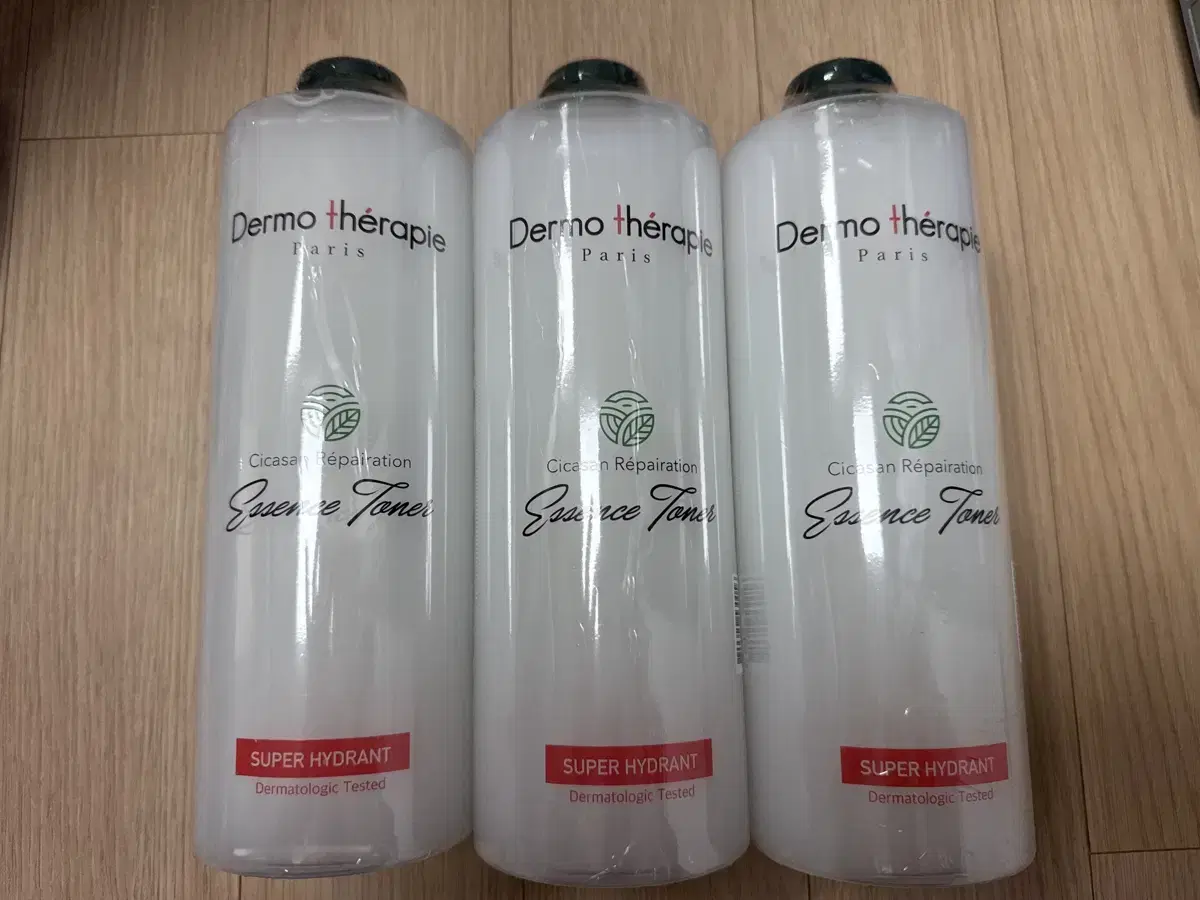 Dermo thérapie
Paris
Cicasan Répairation
Essence Toner
SUPER HYDRANT
Dermatologic Tested
Dermo thérapie
Paris
Cicasan Répairation
Essence Toner
SUPER HYDRANT
Dermatologic Tested
Dermo thérapie
Paris
Cicasan Répairation
Essence Toner
SUPER HYDRANT
Dermatologic Tested